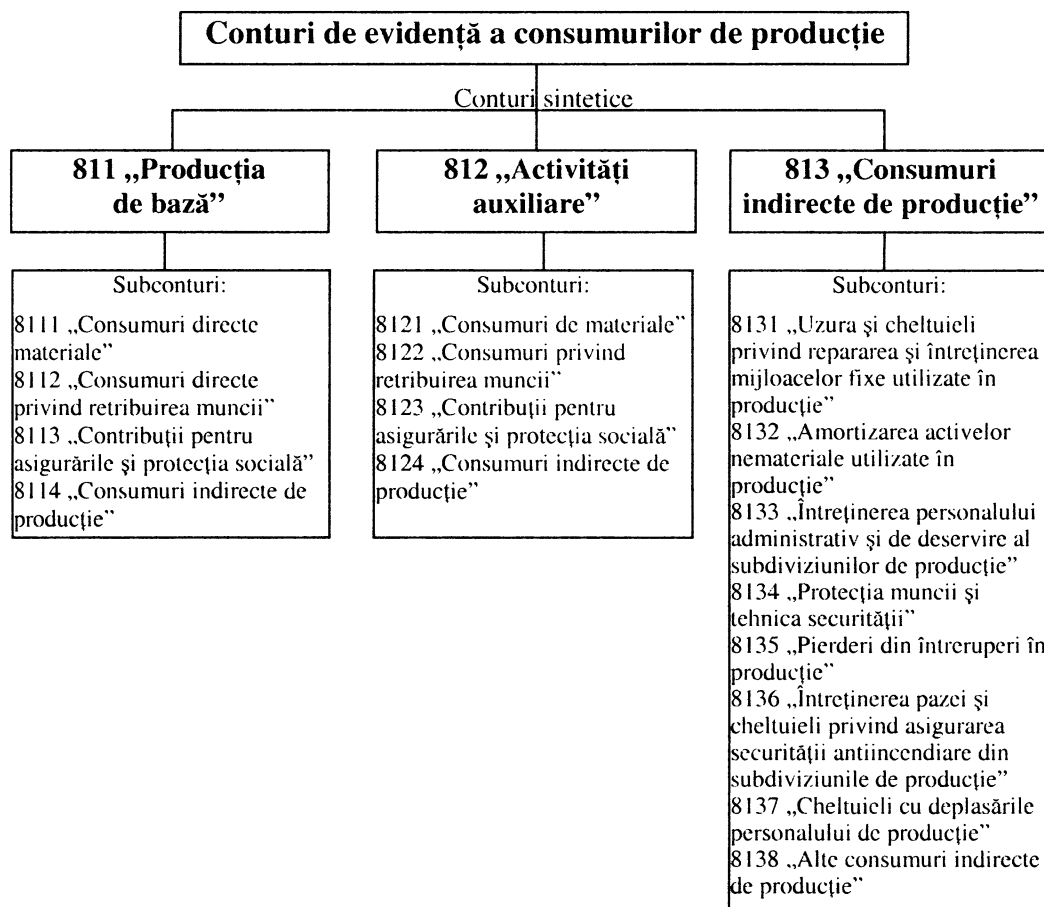 Conturi de evidență a consumurilor de producție
Conturi sintetice
811 „Producția
de bază”
812 „Activități
auxiliare”
813 „Consumuri
indirecte de producție”
Subconturi:
8111 „Consumuri directe
materiale”
8112 „Consumuri directe
privind retribuirea muncii”
8113 „Contribuții pentru
asigurările și protecția socială”
8114 „Consumuri indirecte de
producție”
Subconturi:
8121 „Consumuri de materiale”
8122 „Consumuri privind
retribuirea muncii”
8123 „Contribuții pentru
asigurările și protecția socială”
8124 „Consumuri indirecte de
producție”
Subconturi:
8131 „Uzura și cheltuieli
privind repararea și întreținerea
mijloacelor fixe utilizate în
producție”
8132 „Amortizarea activelor
nemateriale utilizate în
producție”
8133 „Întreținerea personalului
administrativ și de deservire al
subdiviziunilor de producție”
8134 „Protecția muncii și
tehnica securității”
8135 „Pierderi din întreruperi în
producție”
8136 „Întreținerea pazei și
cheltuieli privind asigurarea
securității antiincendiare din
subdiviziunile de producție”
8137 „Cheltuieli cu deplasările
personalului de producție”
8138 „Alte consumuri indirecte
de producție”